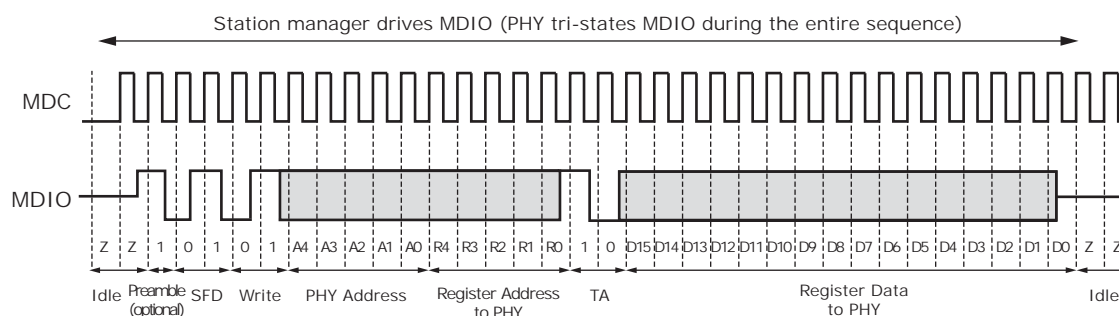 Station manager drives MDIO (PHY tri-states MDIO during the entire sequence)
MDC
MDIO
Z Z 1 0 1 0 1 A4 A3 A2 A1 A0 R4 R3 R2 R1 R0 1 0 D15 D14 D13 D12 D11 D10 D9 D8 D7 D6 D5 D4 D3 D2 D1 D0 Z Z
Idle Preamble SFD Write PHY Address Register Address TA Register Data Idle
(optional) to PHY to PHY